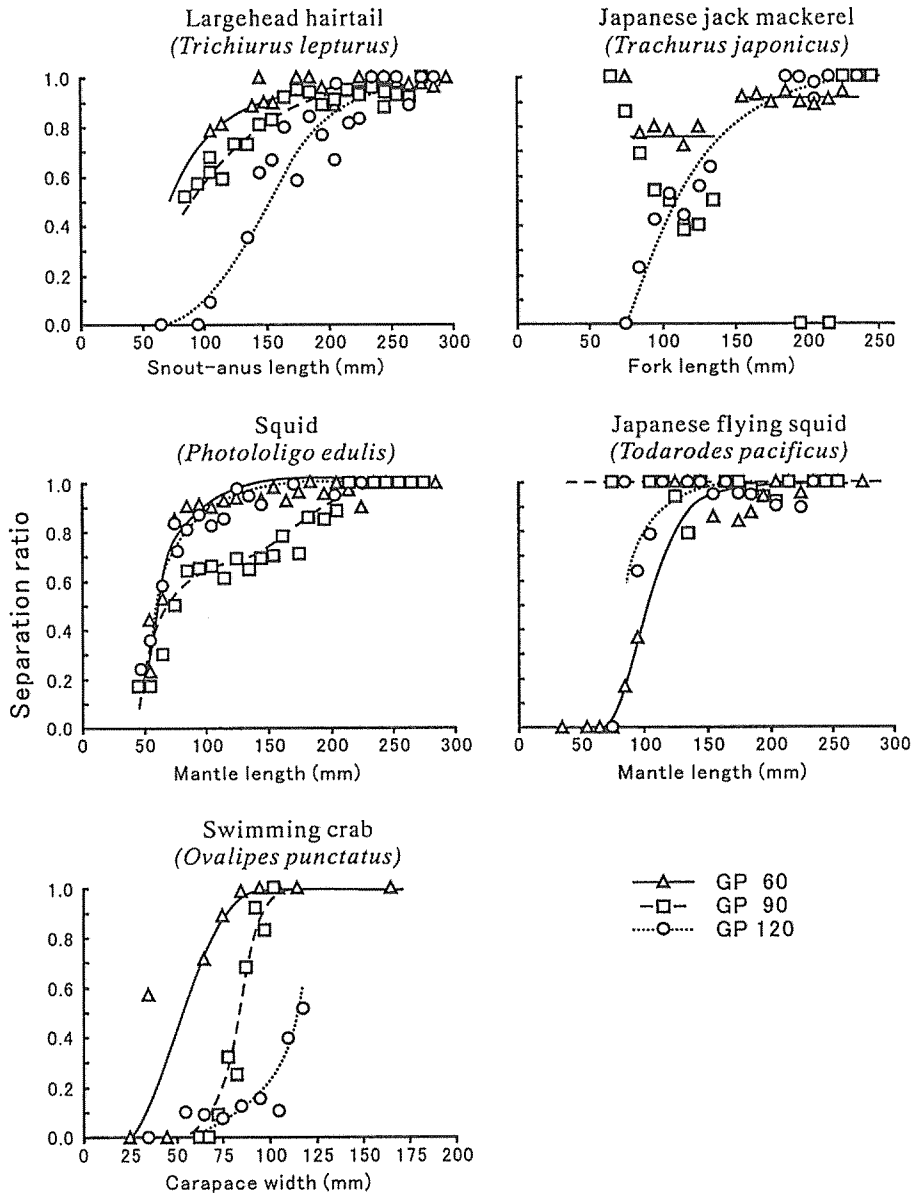 Largehead hairtail
(Trichiurus lepturus)
1.0
0.8
0.6
0.4
0.2
0.0
0 50 100 150 200 250 300
Snout-anus length (mm)
Japanese jack mackerel
(Trachurus japonicus)
0 50 100 150 200 250
Fork length (mm)
Squid
(Photololigo edulis)
Separation ratio
1.0
0.8
0.6
0.4
0.2
0.0
0 50 100 150 200 250 300
Mantle length (mm)
Japanese flying squid
(Todarodes pacificus)
0 50 100 150 200 250 300
Mantle length (mm)
Swimming crab
(Ovalipes punctatus)
1.0
0.8
0.6
0.4
0.2
0.0
0 25 50 75 100 125 150 175 200
Carapace width (mm)
GP 60
GP 90
GP 120